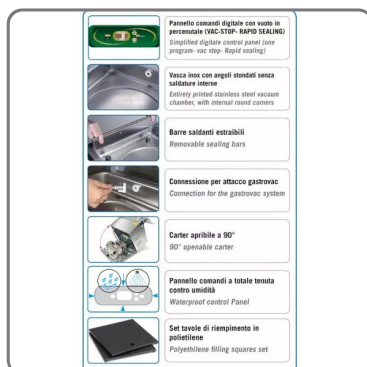 Pannello comandi digitale con vuoto in
percenutale (VAC-STOP- RAPID SEALING)
Simplified digitale control panel (one
program- vac stop- Rapid sealing)
Vasca inox con angoli stondati senza
saldature interne
Entirely printed stainless steel vacuum
chamber, with internal round corners
Barre saldanti estraibili
Removable sealing bars
Connessione per attacco gastrovac
Connection for the gastrovac system
Carter apribile a 90°
90° openable carter
Pannello comandi a totale tenuta
contro umidità
Waterproof control Panel
Set tavole di riempimento in
polietilene
Polyethilene filling squares set